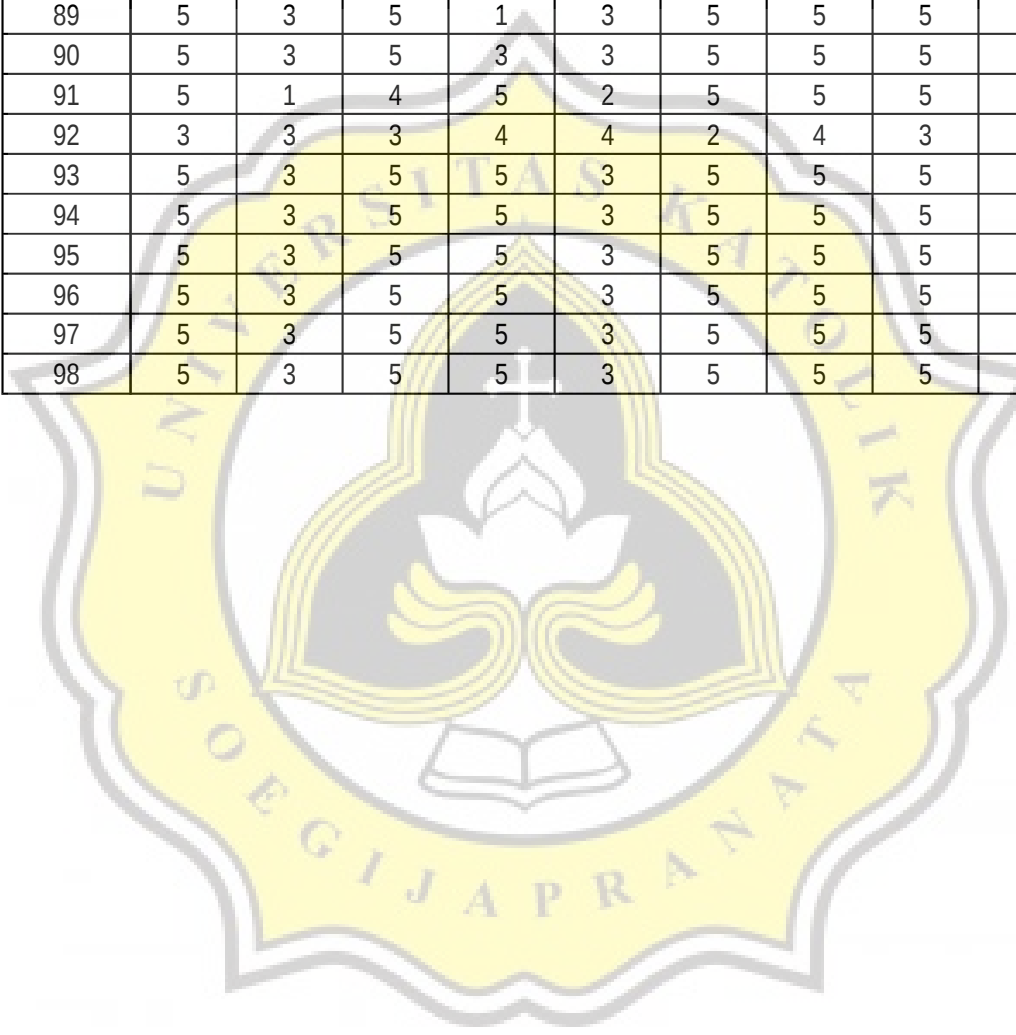 89 5 3 5 1 3 5 5 5
90 5 3 5 3 3 5 5 5
91 5 1 4 5 2 5 5 5
92 3 3 3 4 4 2 4 3
93 5 3 5 5 3 5 5 5
94 5 3 5 5 3 5 5 5
95 5 3 5 5 3 5 5 5
96 5 3 5 5 3 5 5 5
97 5 3 5 5 3 5 5 5
98 5 3 5 5 3 5 5 5
UNIVERSITAS KATOLIK
SOEGIJAPRANATA